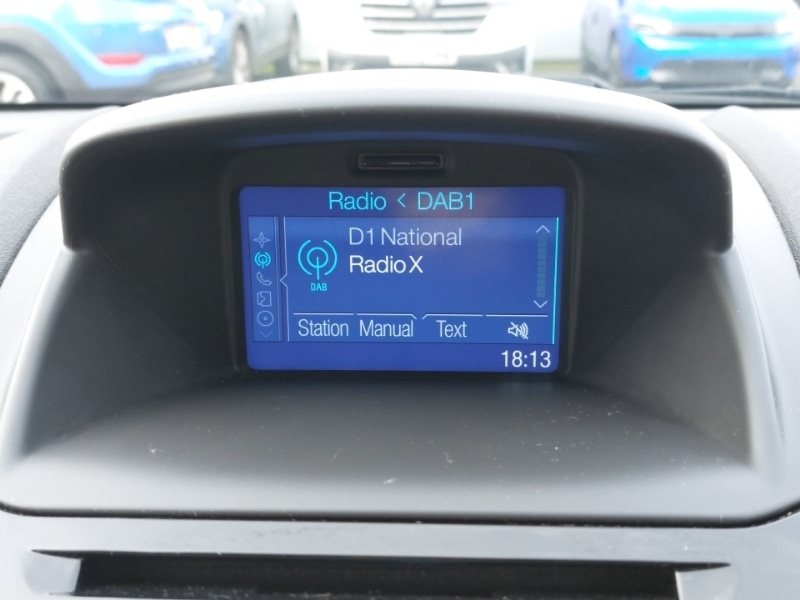 Radio < DAB1
D1 National
Radio X
DAB
Station Manual Text
18:13